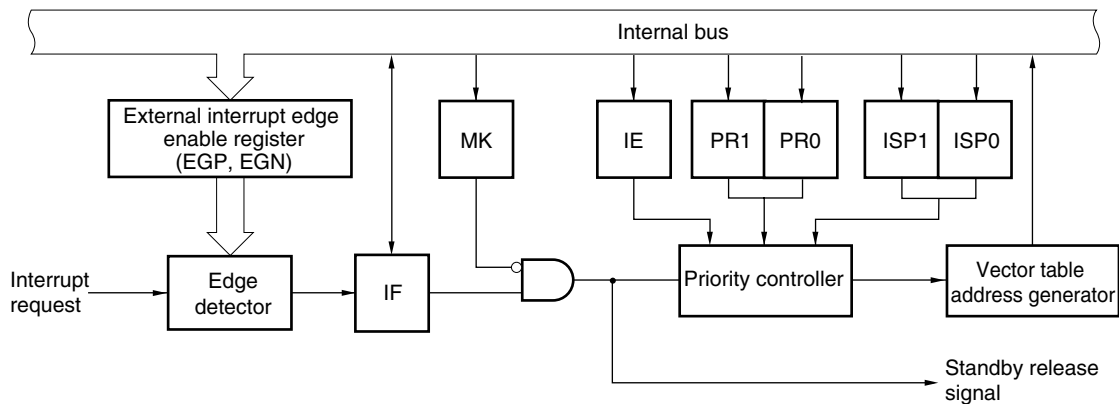 Internal bus
External interrupt edge
enable register
(EGP, EGN)
MK
IE
PR1
PR0
ISP1
ISP0
Interrupt
request
Edge
detector
IF
Priority controller
Vector table
address generator
Standby release
signal